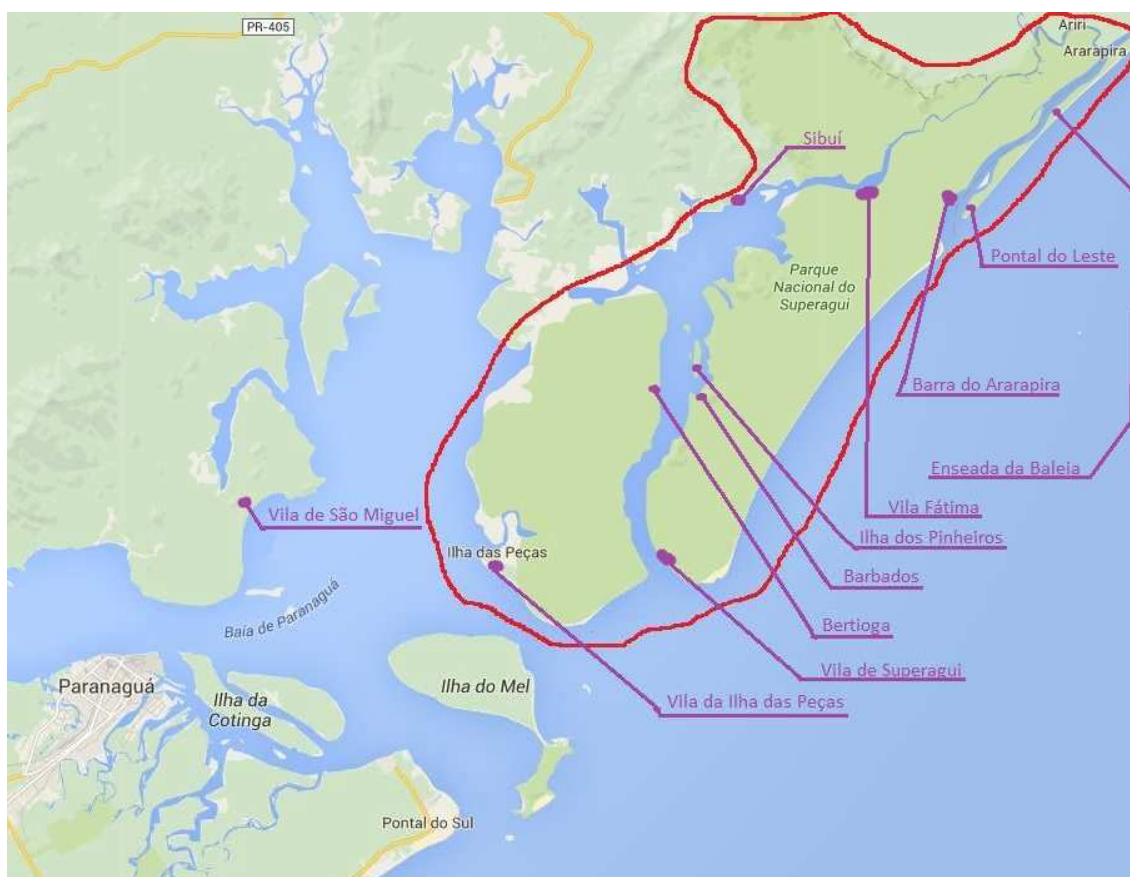 PR-405
Ariri
Ararapira
Sibuí
Pontal do Leste
Parque
Nacional do
Superagui
Barra do Ararapira
Enseada da Baleia
Vila Fátima
Vila de São Miguel
Ilha dos Pinheiros
Ilha das Peças
Barbados
Baía de Paranaguá
Bertioga
Vila de Superagui
Paranaguá
Ilha do Mel
Ilha da
Cotinga
Vila da Ilha das Peças
Pontal do Sul